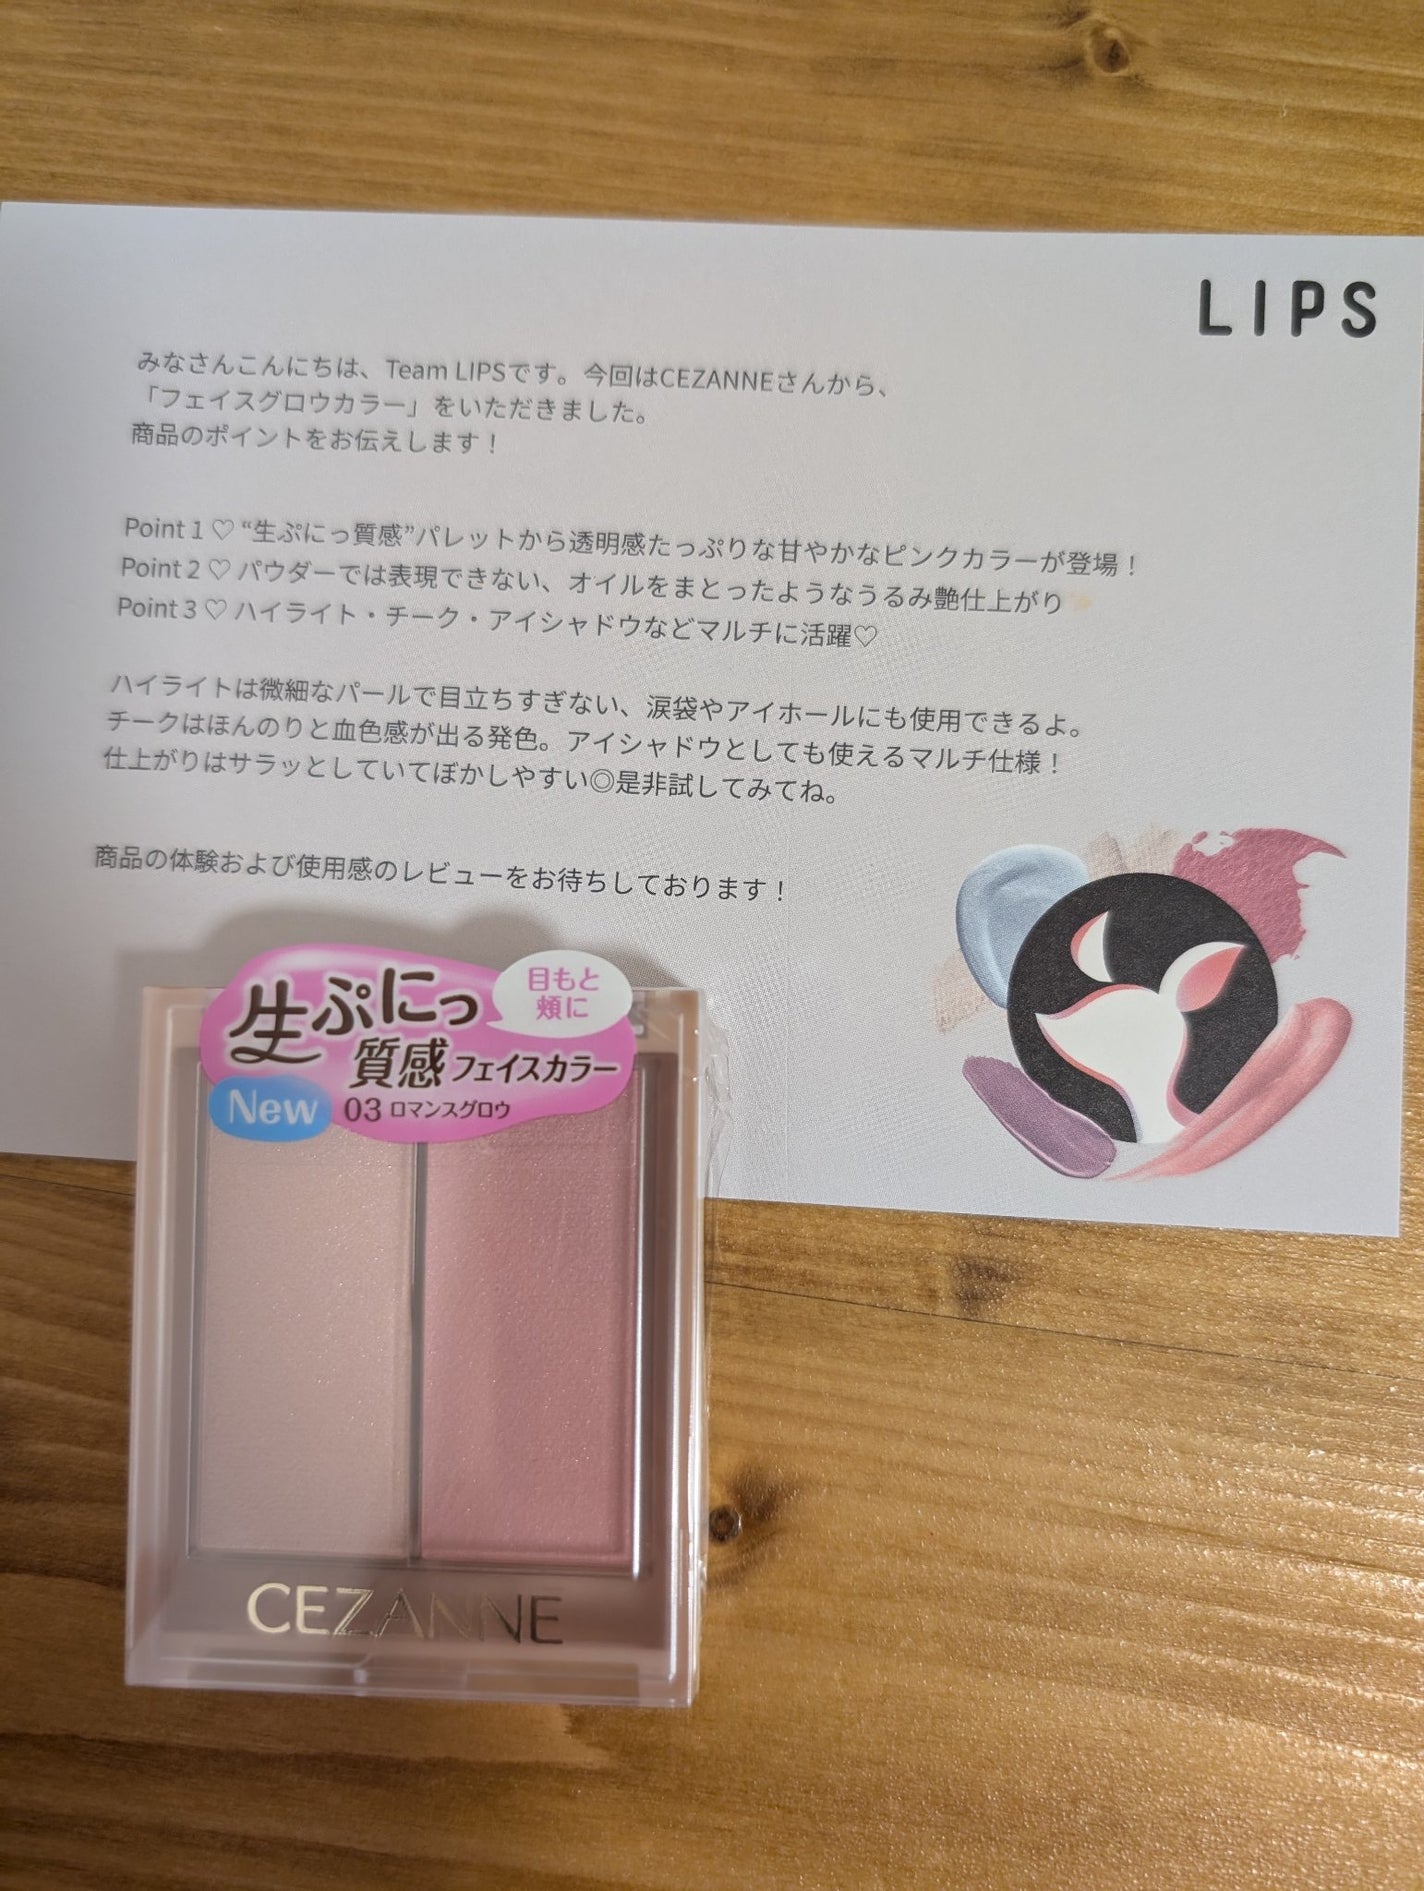 LIPS
みなさんこんにちは、Team LIPSです。今回はCEZANNEさんから、
「フェイスグロウカラー」をいただきました。
商品のポイントをお伝えします！
Point 1 ♡ “生ぷにっ質感”パレットから透明感たっぷりな甘やかなピンクカラーが登場！
Point 2 ♡ パウダーでは表現できない、オイルをまとったようなうるみ艶仕上がり
Point 3 ♡ ハイライト・チーク・アイシャドウなどマルチに活躍♡
ハイライトは微細なパールで目立ちすぎない、涙袋やアイホールにも使用できるよ。
チークはほんのりと血色感が出る発色。アイシャドウとしても使えるマルチ仕様！
仕上がりはサラッとしていてぼかしやすい◎是非試してみてね。
商品の体験および使用感のレビューをお待ちしております！
目もと
頬に
生ぷにっ
質感フェイスカラー
New 03 ロマンスグロウ
CEZANNE